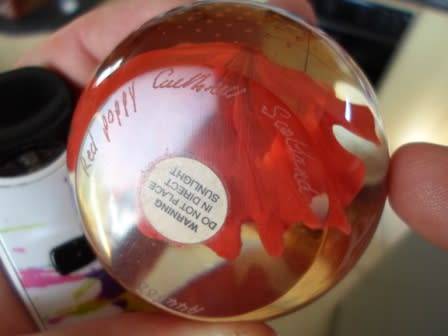 Red poppy
Caithness
Scotland
WARNING
DO NOT PLACE
IN DIRECT
SUNLIGHT